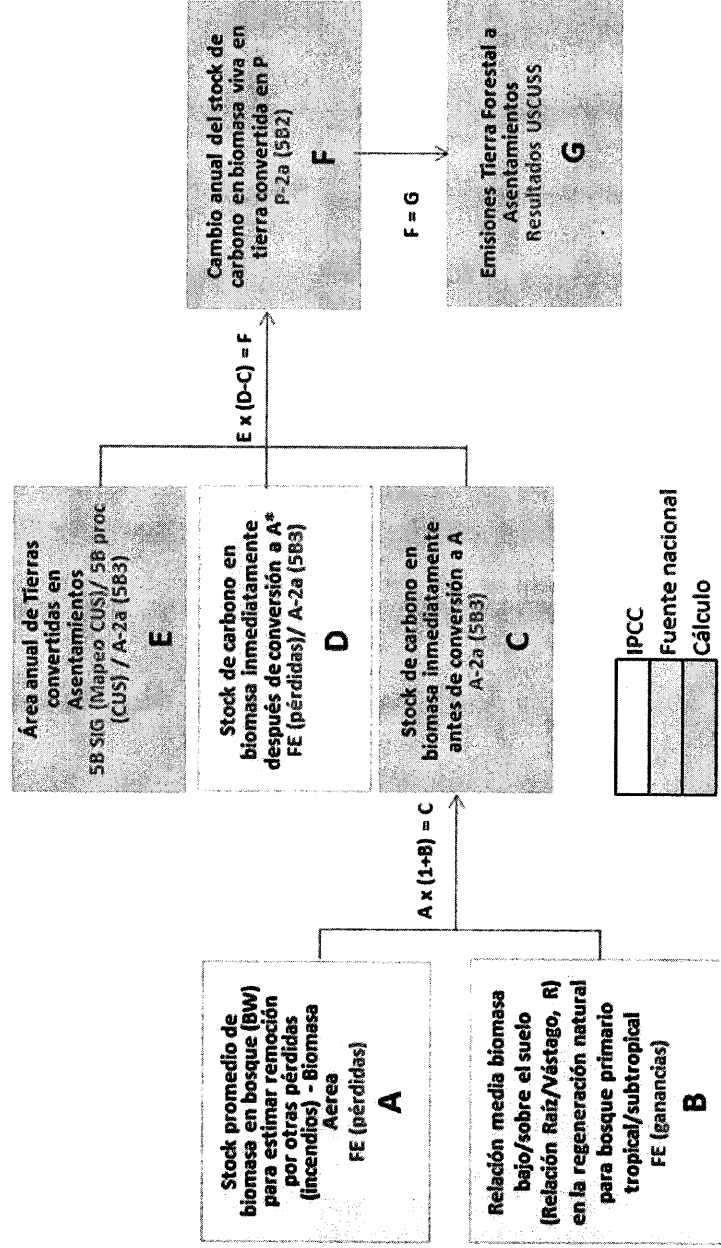 Stock promedio de
biomasa en bosque (BW)
para estimar remoción
por otras pérdidas
(incendios) - Biomasa
Aerea
FE (pérdidas)
A
Relación media biomasa
bajo/sobre el suelo
(Relación Raíz/Vástago, R)
en la regeneración natural
para bosque primario
tropical/subtropical
FE (ganancias)
B
A x (1+B) = C
Área anual de Tierras
convertidas en
Asentamientos
5B SIG (Mapeo CUS)/ 5B proc
(CUS) / A-2a (5B3)
E
Stock de carbono en
biomasa inmediatamente
después de conversión a A*
FE (pérdidas)/ A-2a (5B3)
D
Stock de carbono en
biomasa inmediatamente
antes de conversión a A
A-2a (5B3)
C
E x (D-C) = F
Cambio anual del stock de
carbono en biomasa viva en
tierra convertida en P
P-2a (5B2)
F
F = G
Emisiones Tierra Forestal a
Asentamientos
Resultados USCUSS
G
IPCC
Fuente nacional
Cálculo